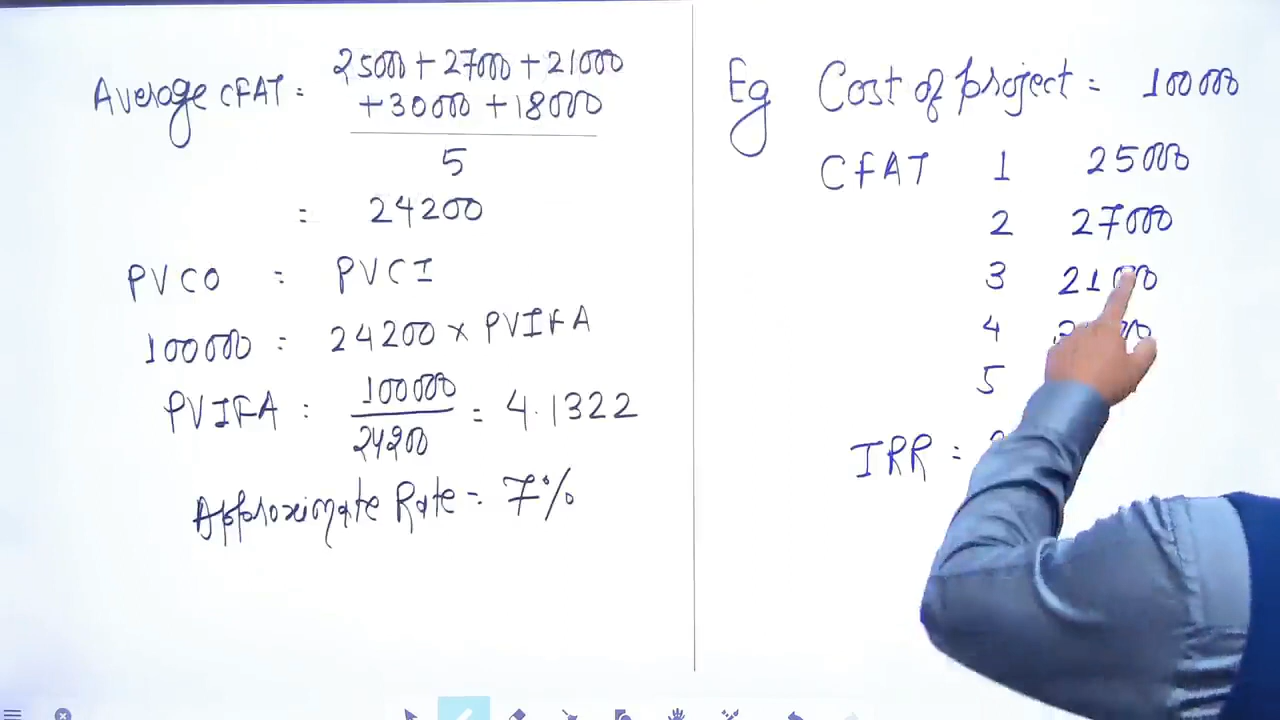 Average CFAT = 25000 + 27000 + 21000
+ 30000 + 18000
5
= 24200
PVCO = PVCI
100000 = 24200 × PVIFA
PVIFA = 100000 = 4.1322
24200
Approximate Rate = 7%
Eg Cost of project = 100000
CFAT 1 25000
2 27000
3 21000
4
5
IRR =